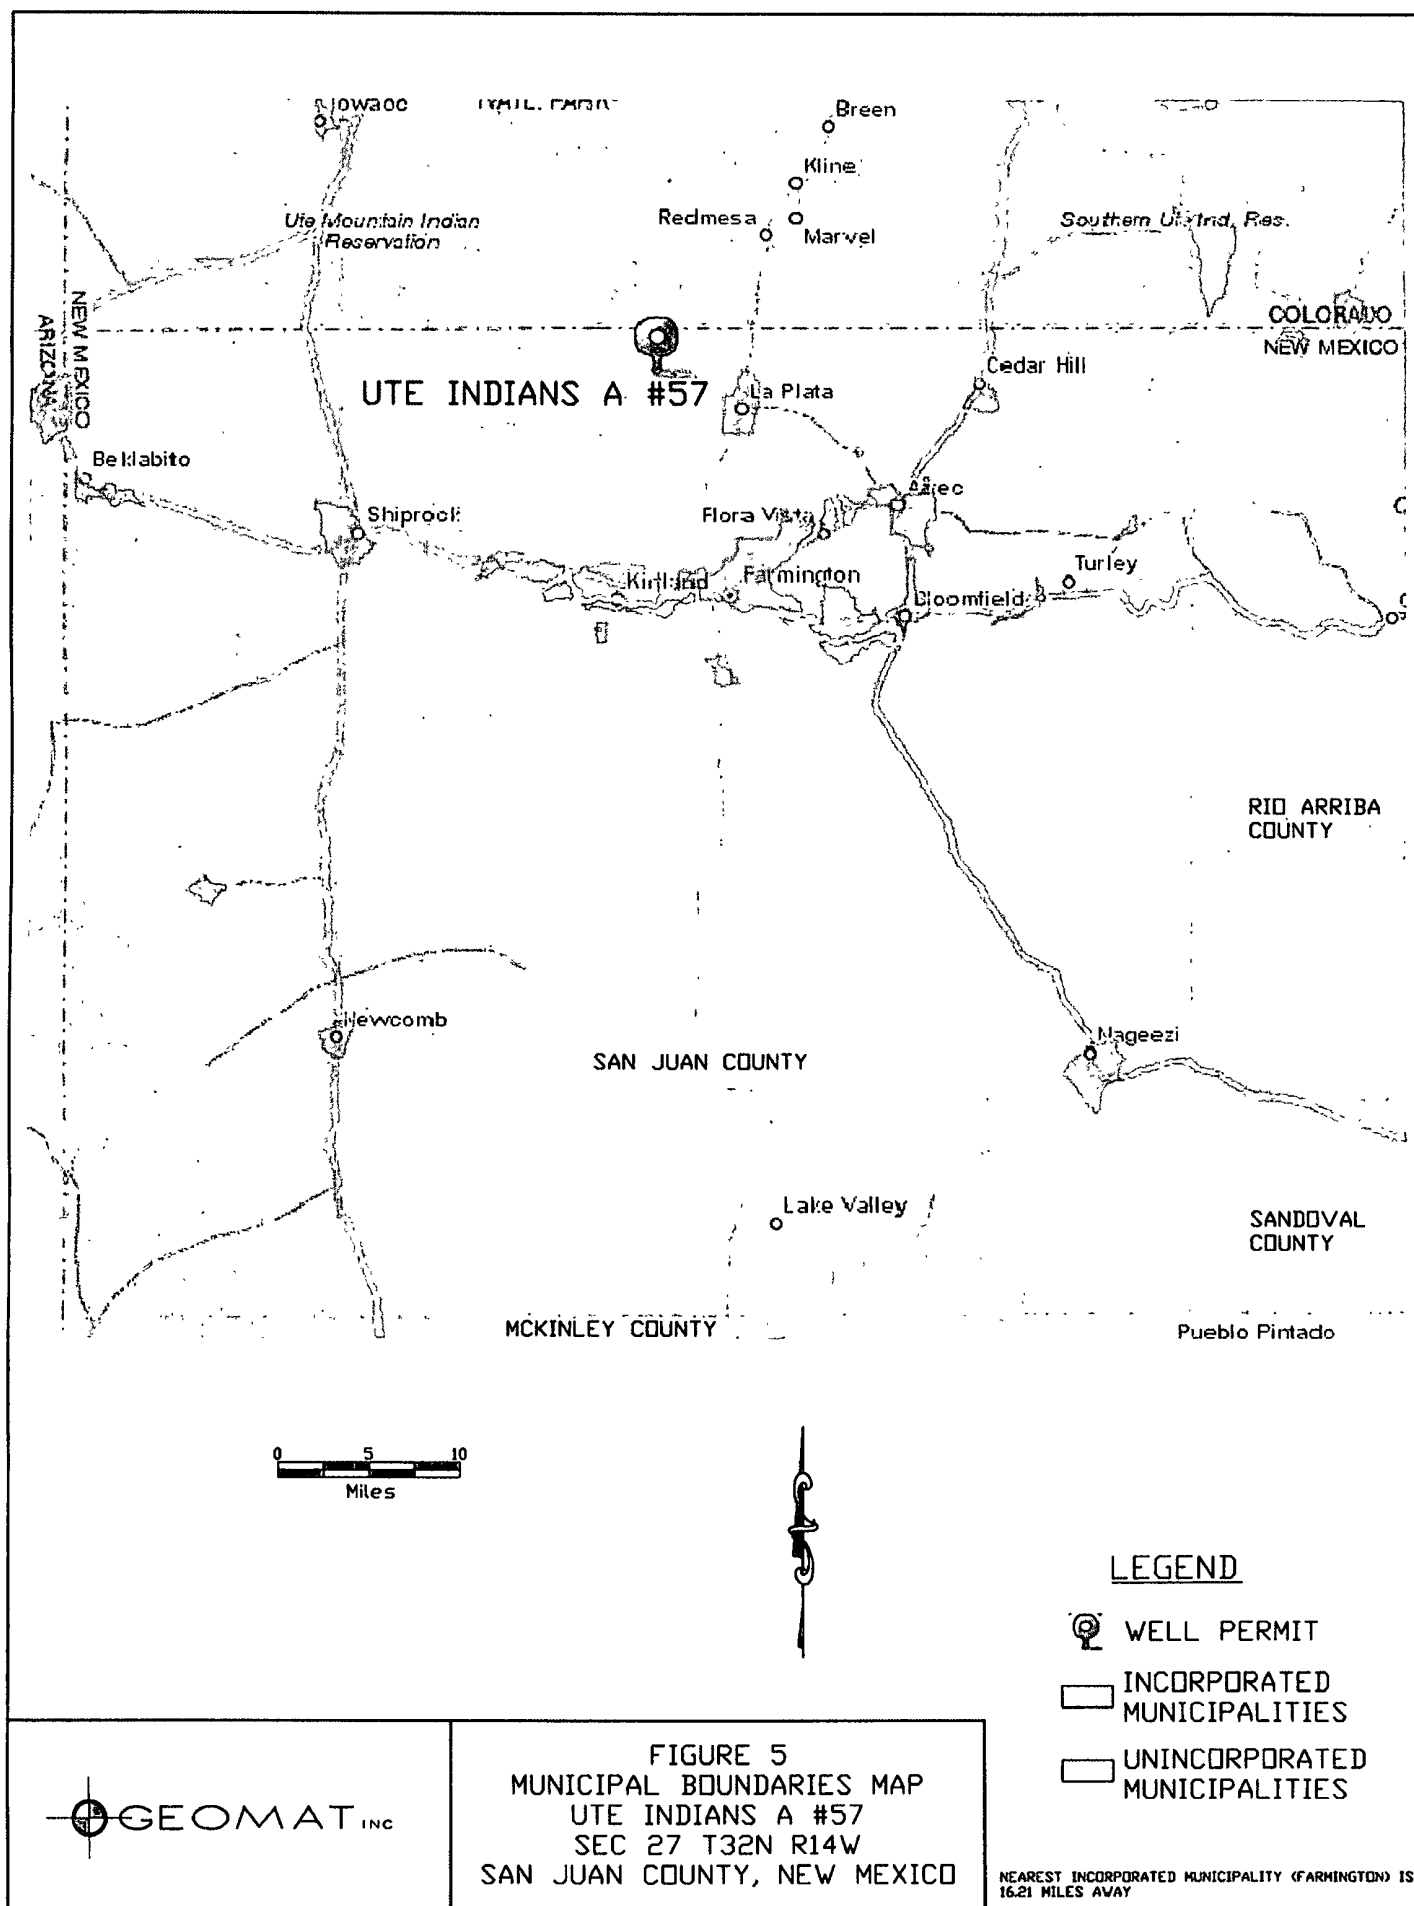 Breen
Kline
Redmesa
Marvel
Ute Mountain Indian
Reservation
Southern Ind. Res.
ARIZONA
NEW MEXICO
COLORADO
NEW MEXICO
Cedar Hill
UTE INDIANS A #57
La Plata
Beklabito
Shiprock
Flora Vista
Kirtland
Farmington
Turley
Bloomfield
RIO ARRIBA
COUNTY
Newcomb
SAN JUAN COUNTY
Nageezi
Lake Valley
SANDOVAL
COUNTY
MCKINLEY COUNTY
Pueblo Pintado
0 5 10
Miles
LEGEND
WELL PERMIT
INCORPORATED
MUNICIPALITIES
UNINCORPORATED
MUNICIPALITIES
GEOMAT INC
FIGURE 5
MUNICIPAL BOUNDARIES MAP
UTE INDIANS A #57
SEC 27 T32N R14W
SAN JUAN COUNTY, NEW MEXICO
NEAREST INCORPORATED MUNICIPALITY (FARMINGTON) IS
16.21 MILES AWAY